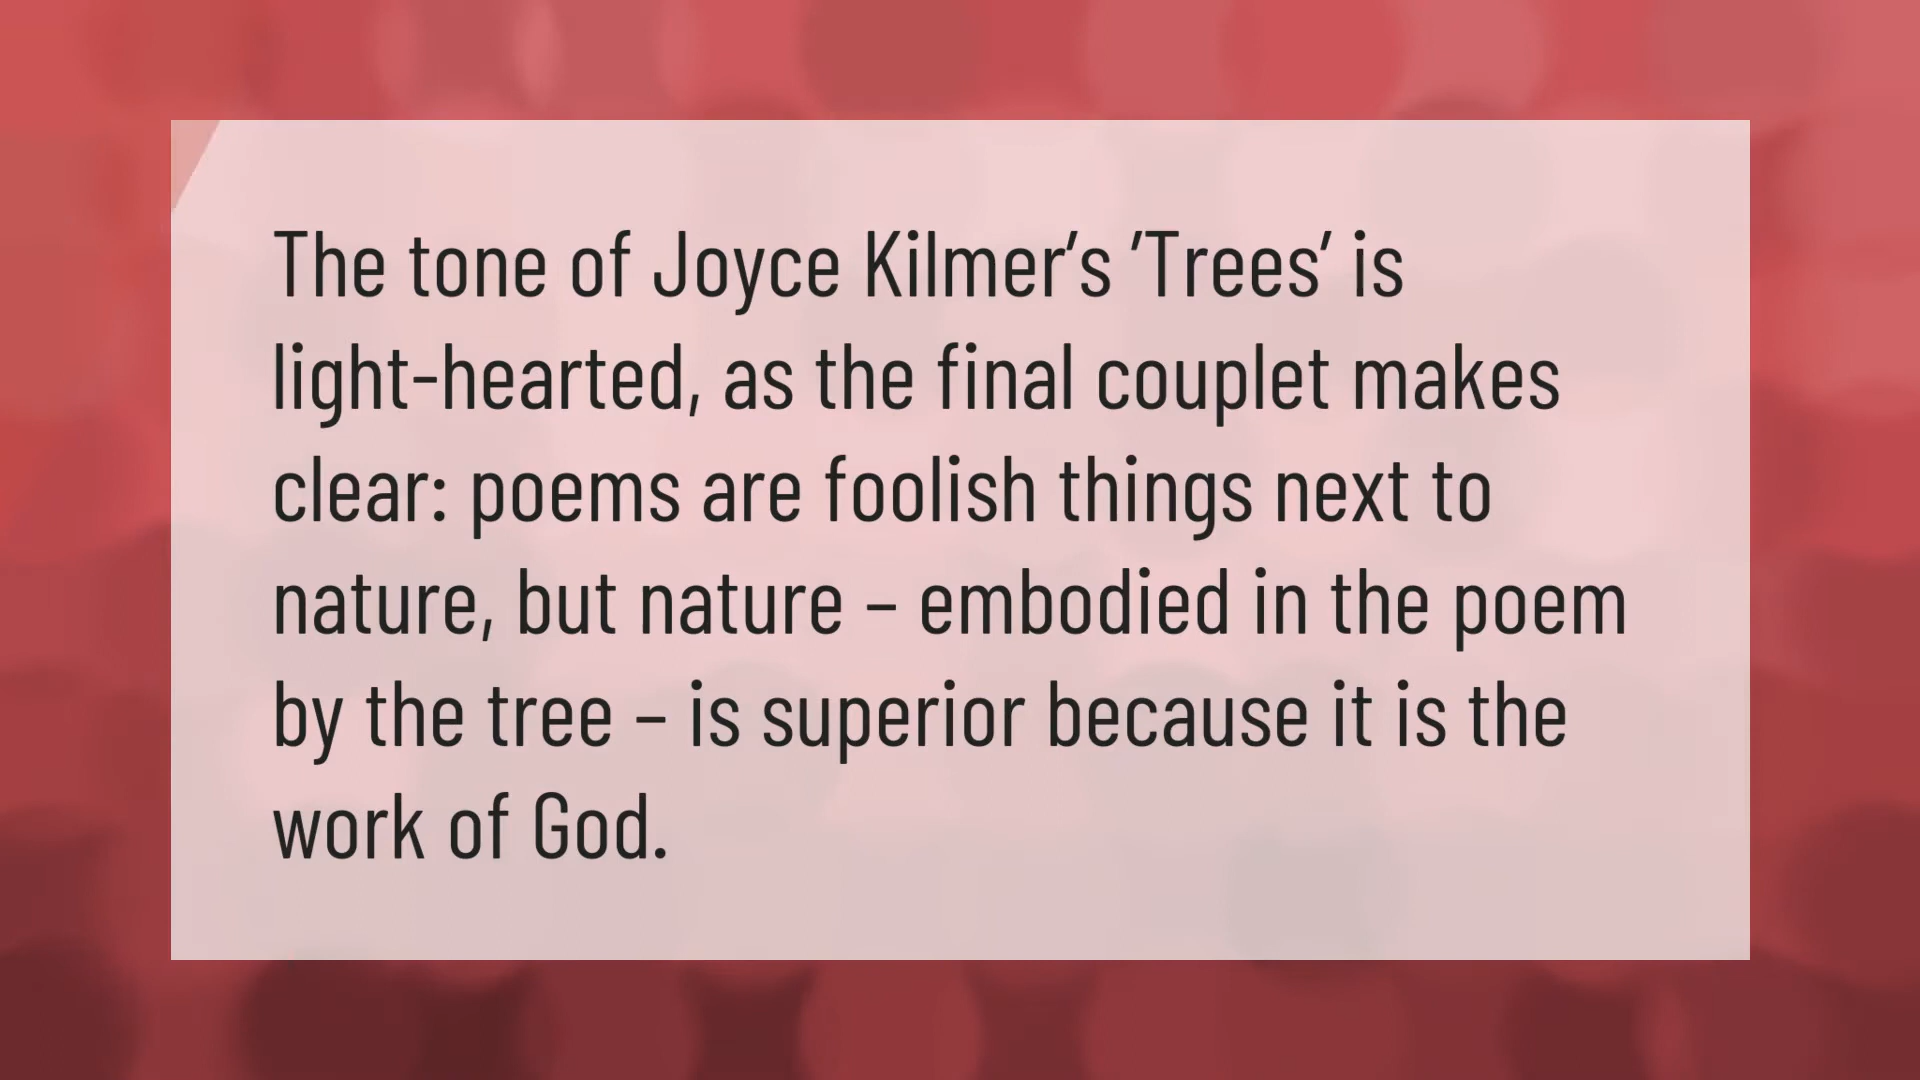 The tone of Joyce Kilmer’s ’Trees’ is
light-hearted, as the final couplet makes
clear: poems are foolish things next to
nature, but nature – embodied in the poem
by the tree – is superior because it is the
work of God.